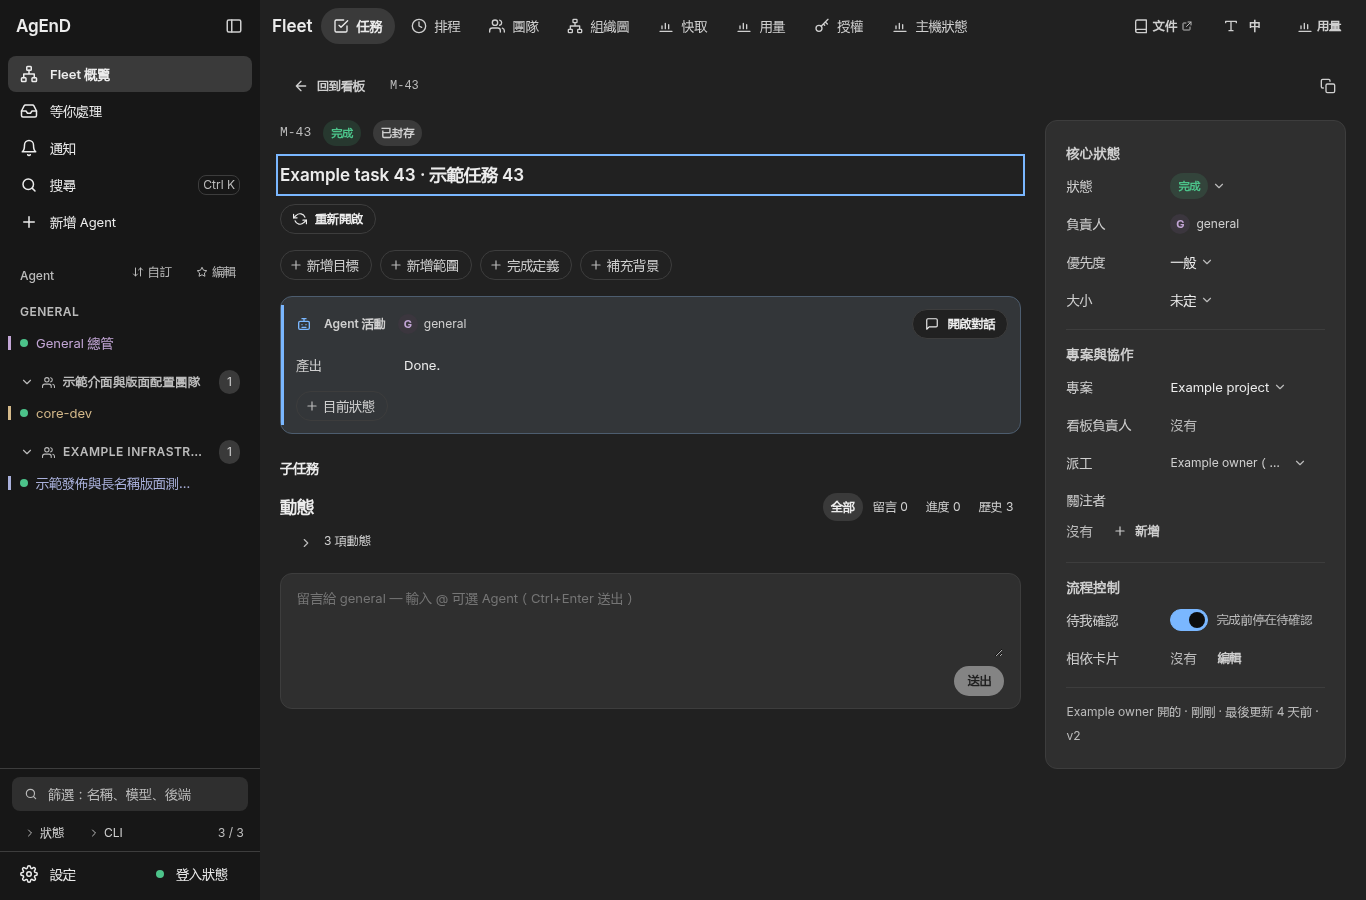 AgEnD
Fleet 概覽
等你處理
通知
搜尋 Ctrl K
新增 Agent
Agent 自訂 編輯
GENERAL
General 總管
示範介面與版面配置團隊 1
core-dev
EXAMPLE INFRASTR... 1
示範發佈與長名稱版面測...
篩選：名稱、模型、後端
狀態 CLI 3 / 3
設定 登入狀態
Fleet 任務 排程 團隊 組織圖 快取 用量 授權 主機狀態 文件 中 用量
回到看板 M-43
M-43 完成 已封存
Example task 43 · 示範任務 43
重新開啟
新增目標 新增範圍 完成定義 補充背景
Agent 活動 G general 開啟對話
產出 Done.
目前狀態
子任務
動態 全部 留言 0 進度 0 歷史 3
3 項動態
留言給 general — 輸入 @ 可選 Agent（Ctrl+Enter 送出）
送出
核心狀態
狀態 完成
負責人 G general
優先度 一般
大小 未定
專案與協作
專案 Example project
看板負責人 沒有
派工 Example owner（ ...
關注者
沒有 新增
流程控制
待我確認 完成前停在待確認
相依卡片 沒有 編輯
Example owner 開的 · 剛剛 · 最後更新 4 天前 ·
v2